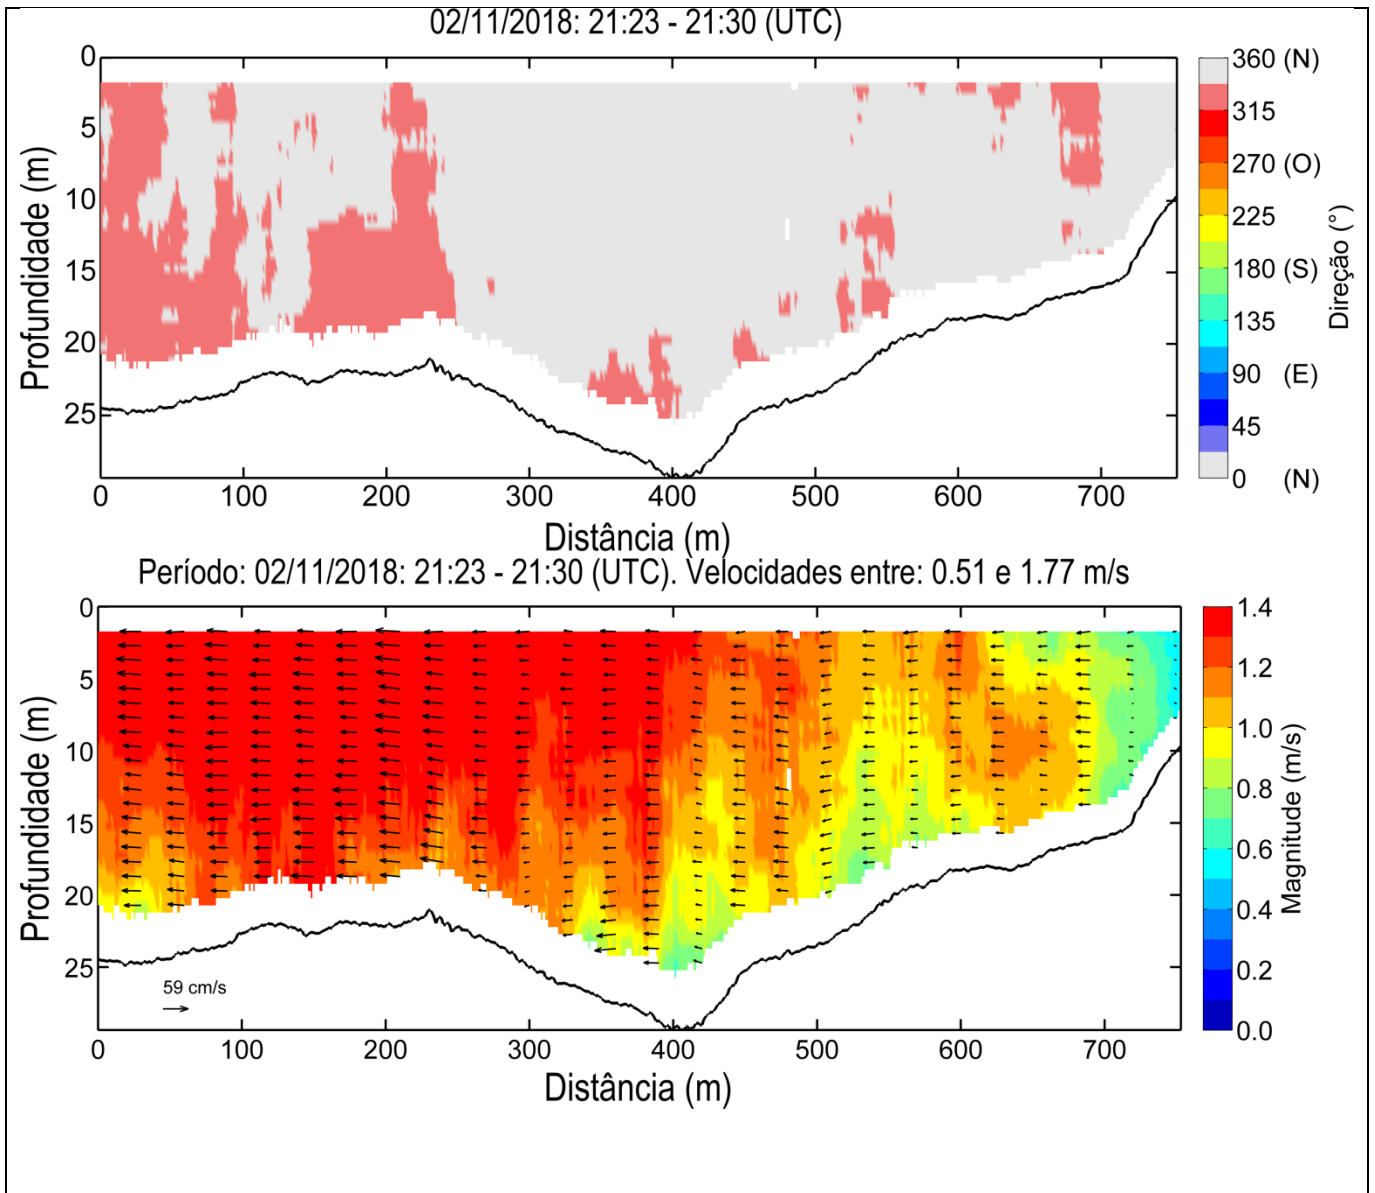 02/11/2018: 21:23 - 21:30 (UTC)
Profundidade (m)
0
5
10
15
20
25
0 100 200 300 400 500 600 700
Distância (m)
360 (N)
315
270 (O)
225
180 (S)
135
90 (E)
45
0 (N)
Direção (°)
Período: 02/11/2018: 21:23 - 21:30 (UTC). Velocidades entre: 0.51 e 1.77 m/s
Profundidade (m)
0
5
10
15
20
25
59 cm/s
0 100 200 300 400 500 600 700
Distância (m)
1.4
1.2
1.0
0.8
0.6
0.4
0.2
0.0
Magnitude (m/s)